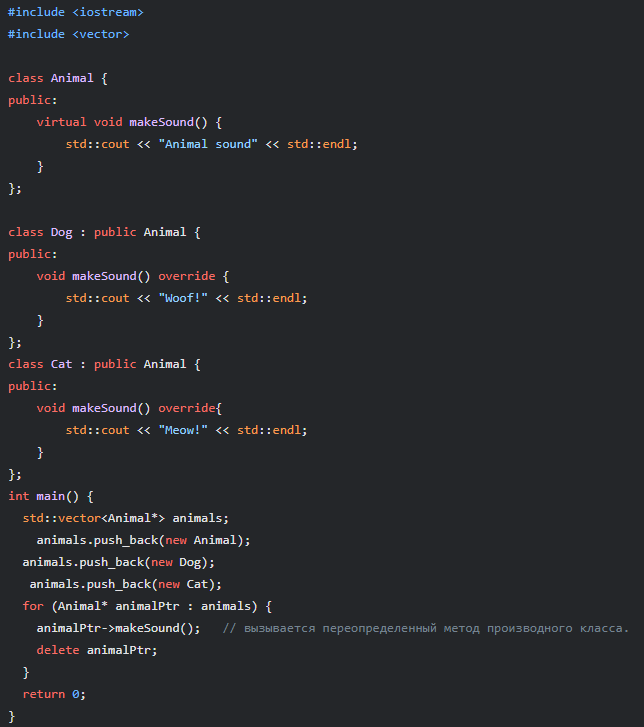 #include <iostream>
#include <vector>

class Animal {
public:
    virtual void makeSound() {
        std::cout << "Animal sound" << std::endl;
    }
};

class Dog : public Animal {
public:
    void makeSound() override {
        std::cout << "Woof!" << std::endl;
    }
};
class Cat : public Animal {
public:
    void makeSound() override{
        std::cout << "Meow!" << std::endl;
    }
};
int main() {
  std::vector<Animal*> animals;
    animals.push_back(new Animal);
  animals.push_back(new Dog);
   animals.push_back(new Cat);
  for (Animal* animalPtr : animals) {
    animalPtr->makeSound();   // вызывается переопределенный метод производного класса.
    delete animalPtr;
  }
  return 0;
}